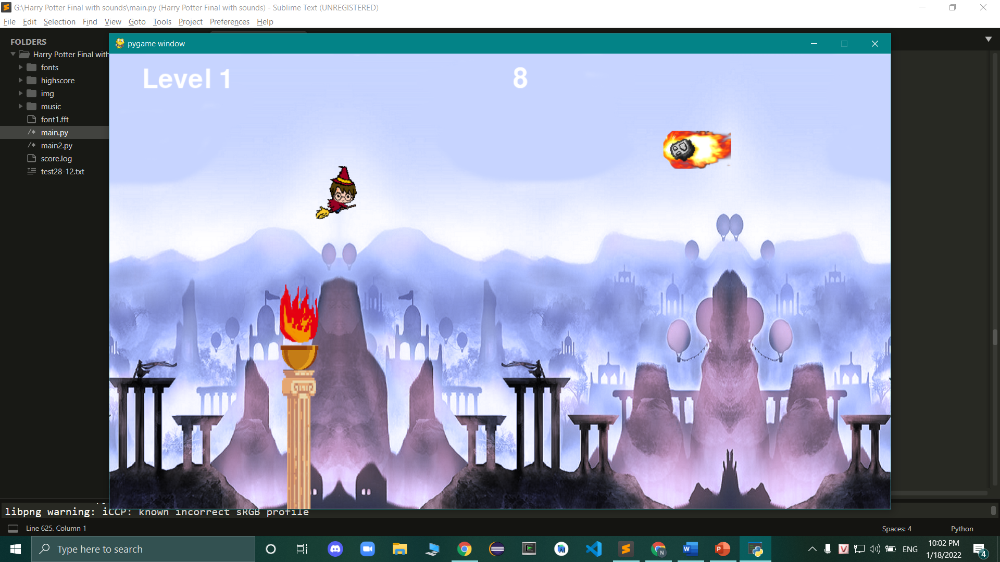 G:\Harry Potter Final with sounds\main.py (Harry Potter Final with sounds) - Sublime Text (UNREGISTERED)
File Edit Selection Find View Goto Tools Project Preferences Help
FOLDERS
Harry Potter Final with
fonts
highscore
img
music
font1.fft
main.py
main2.py
score.log
test28-12.txt
pygame window
Level 1 8
libpng warning: iCCP: known incorrect sRGB profile
Line 625, Column 1 Spaces: 4 Python
Type here to search
ENG
10:02 PM
1/18/2022
4